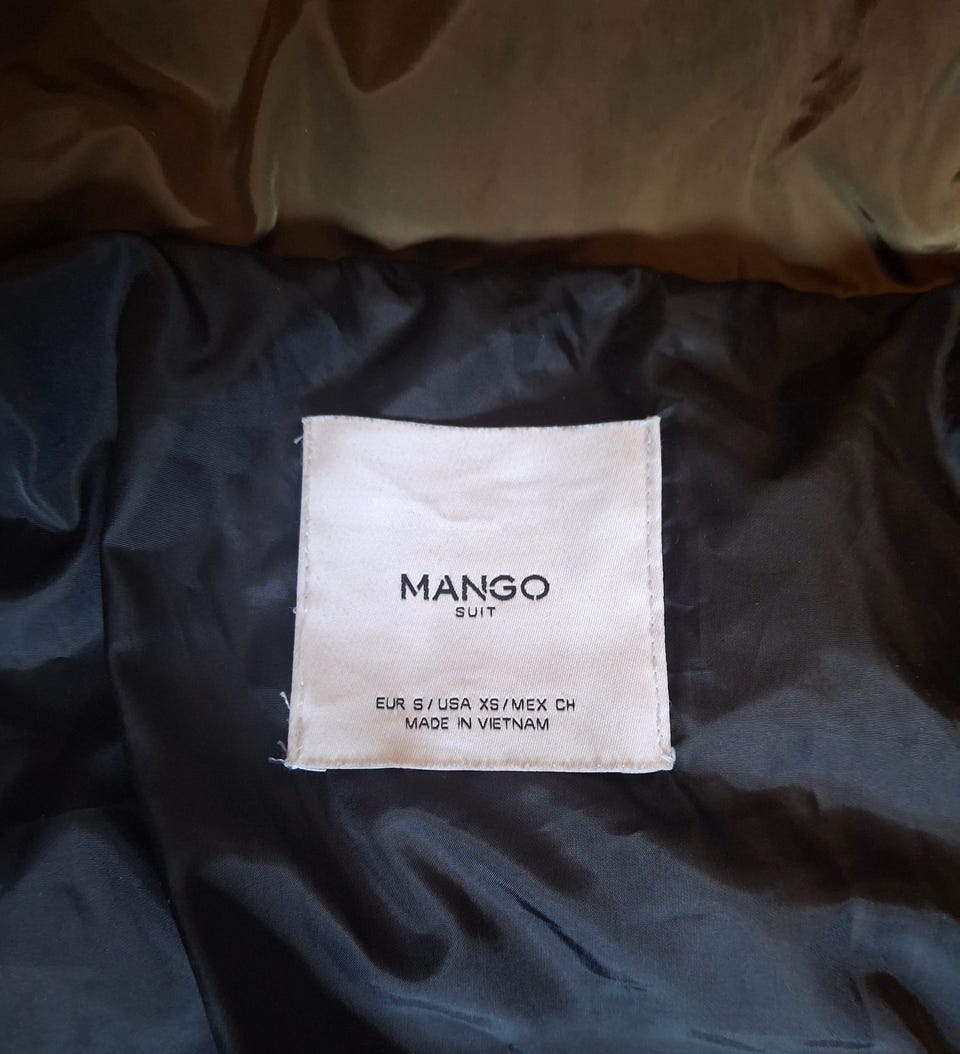 MANGO
SUIT
EUR S/USA XS/MEX CH
MADE IN VIETNAM